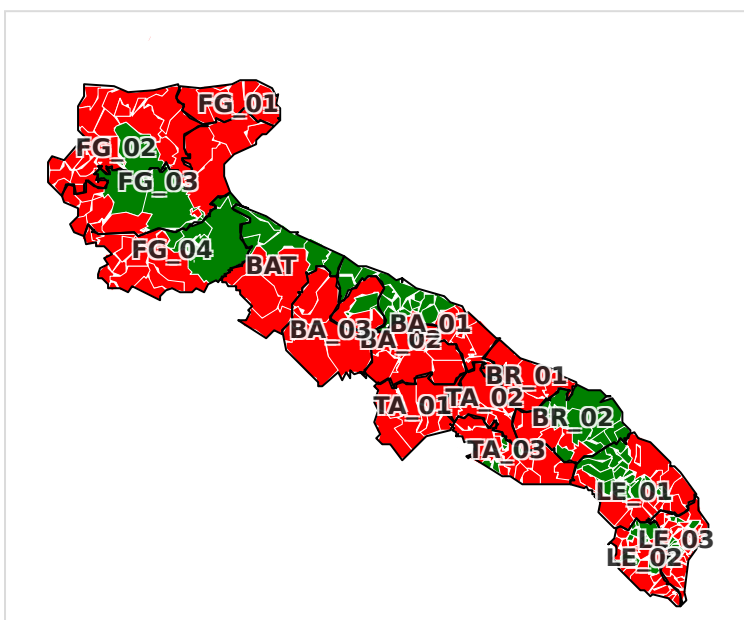 FG_01
FG_02
FG_03
FG_04
BAT
BA_03
BA_01
BA_02
BR_01
TA_01
TA_02
BR_02
TA_03
LE_01
LE_03
LE_02